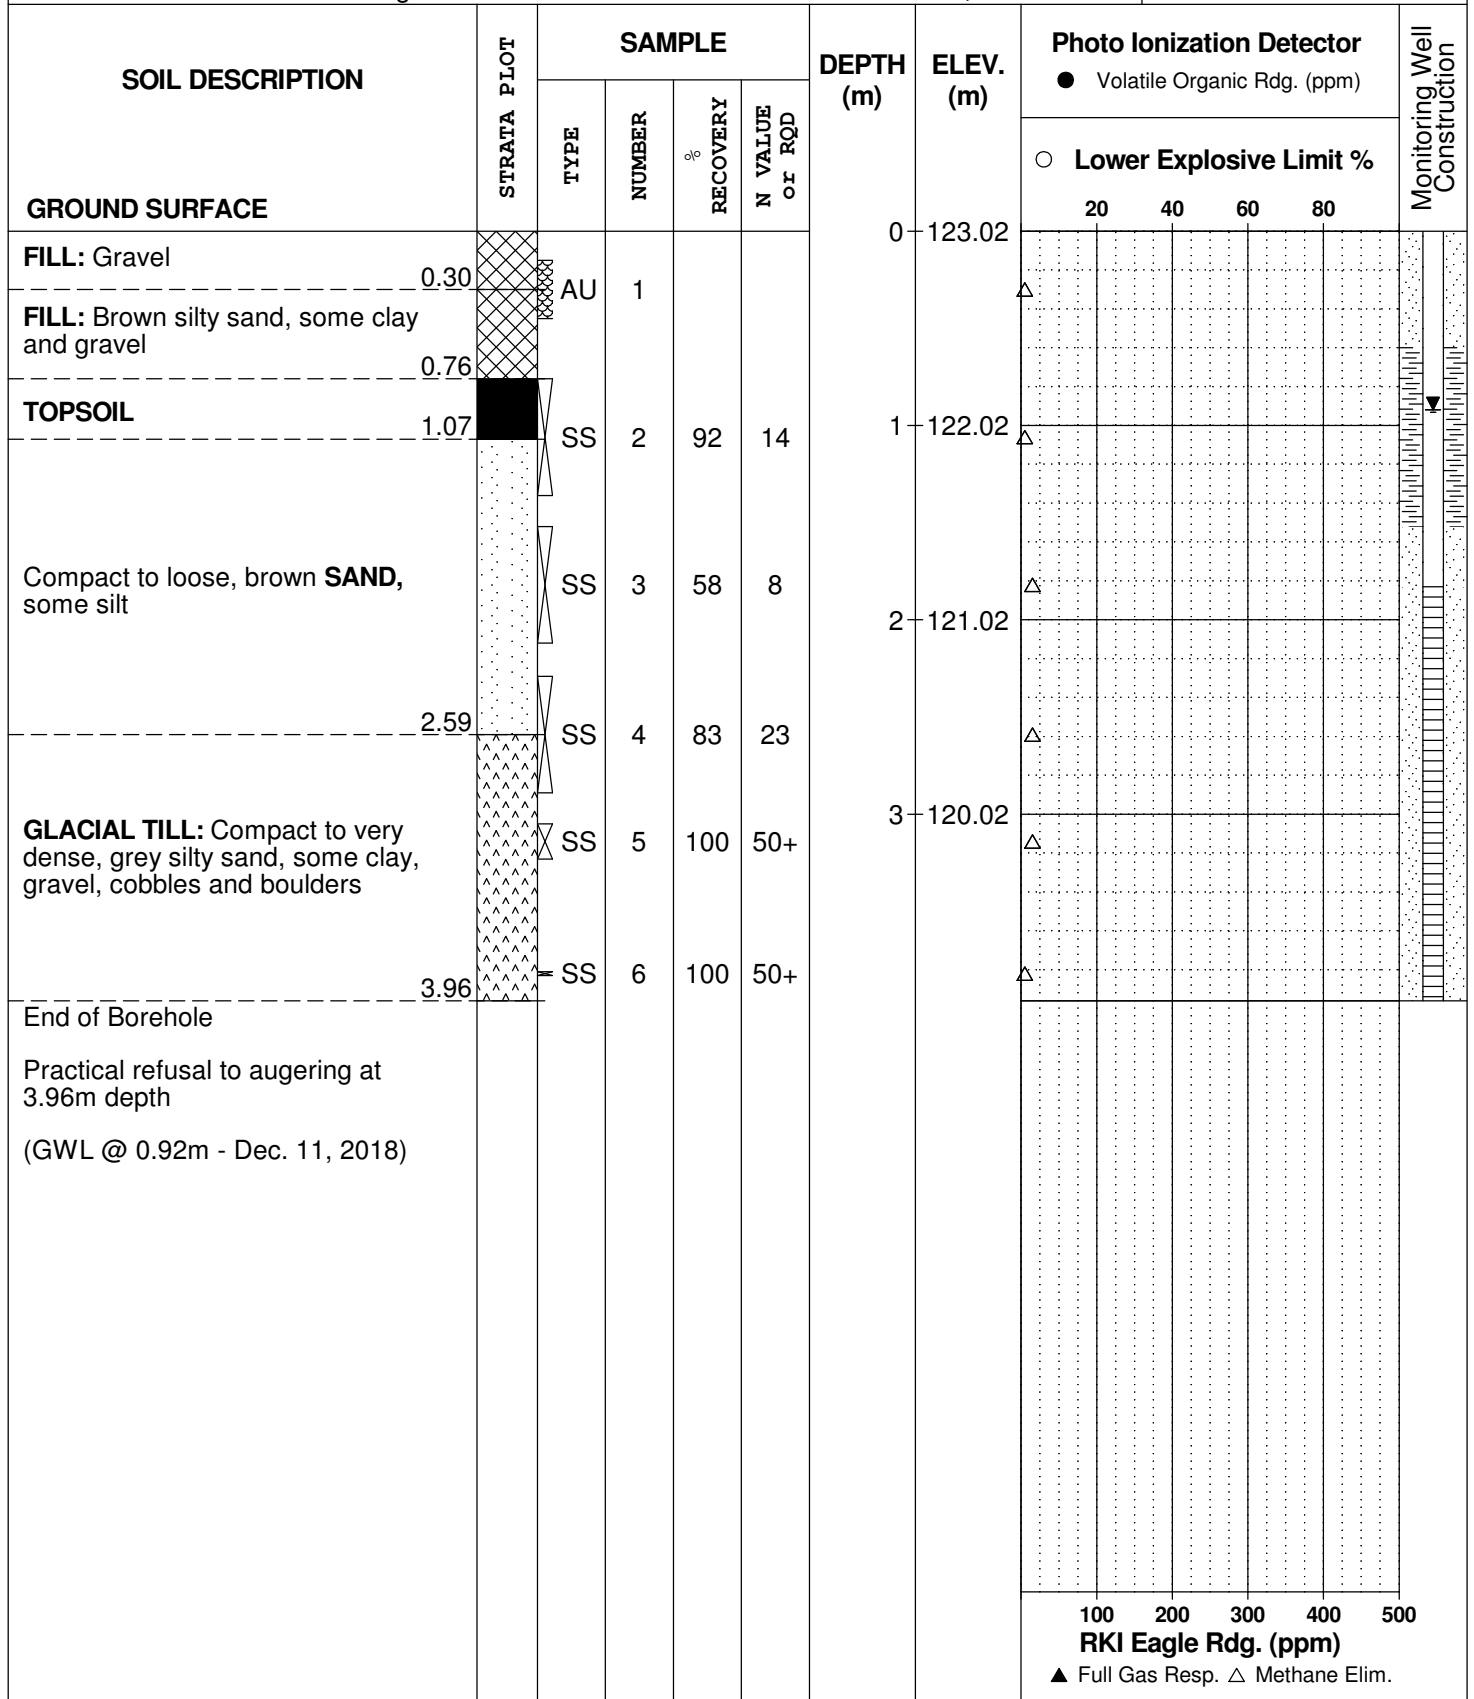 SOIL DESCRIPTION
GROUND SURFACE
STRATA PLOT
SAMPLE
TYPE
NUMBER
%
RECOVERY
N VALUE
or RQD
DEPTH
(m)
ELEV.
(m)
Photo Ionization Detector
● Volatile Organic Rdg. (ppm)
○ Lower Explosive Limit %
20 40 60 80
Monitoring Well
Construction
0 123.02
FILL: Gravel
0.30
AU 1
FILL: Brown silty sand, some clay
and gravel
0.76
TOPSOIL
1.07
SS 2 92 14
1 122.02
Compact to loose, brown SAND,
some silt
SS 3 58 8
2 121.02
2.59
SS 4 83 23
3 120.02
GLACIAL TILL: Compact to very
dense, grey silty sand, some clay,
gravel, cobbles and boulders
SS 5 100 50+
SS 6 100 50+
3.96
End of Borehole
Practical refusal to augering at
3.96m depth
(GWL @ 0.92m - Dec. 11, 2018)
100 200 300 400 500
RKI Eagle Rdg. (ppm)
▲ Full Gas Resp. △ Methane Elim.